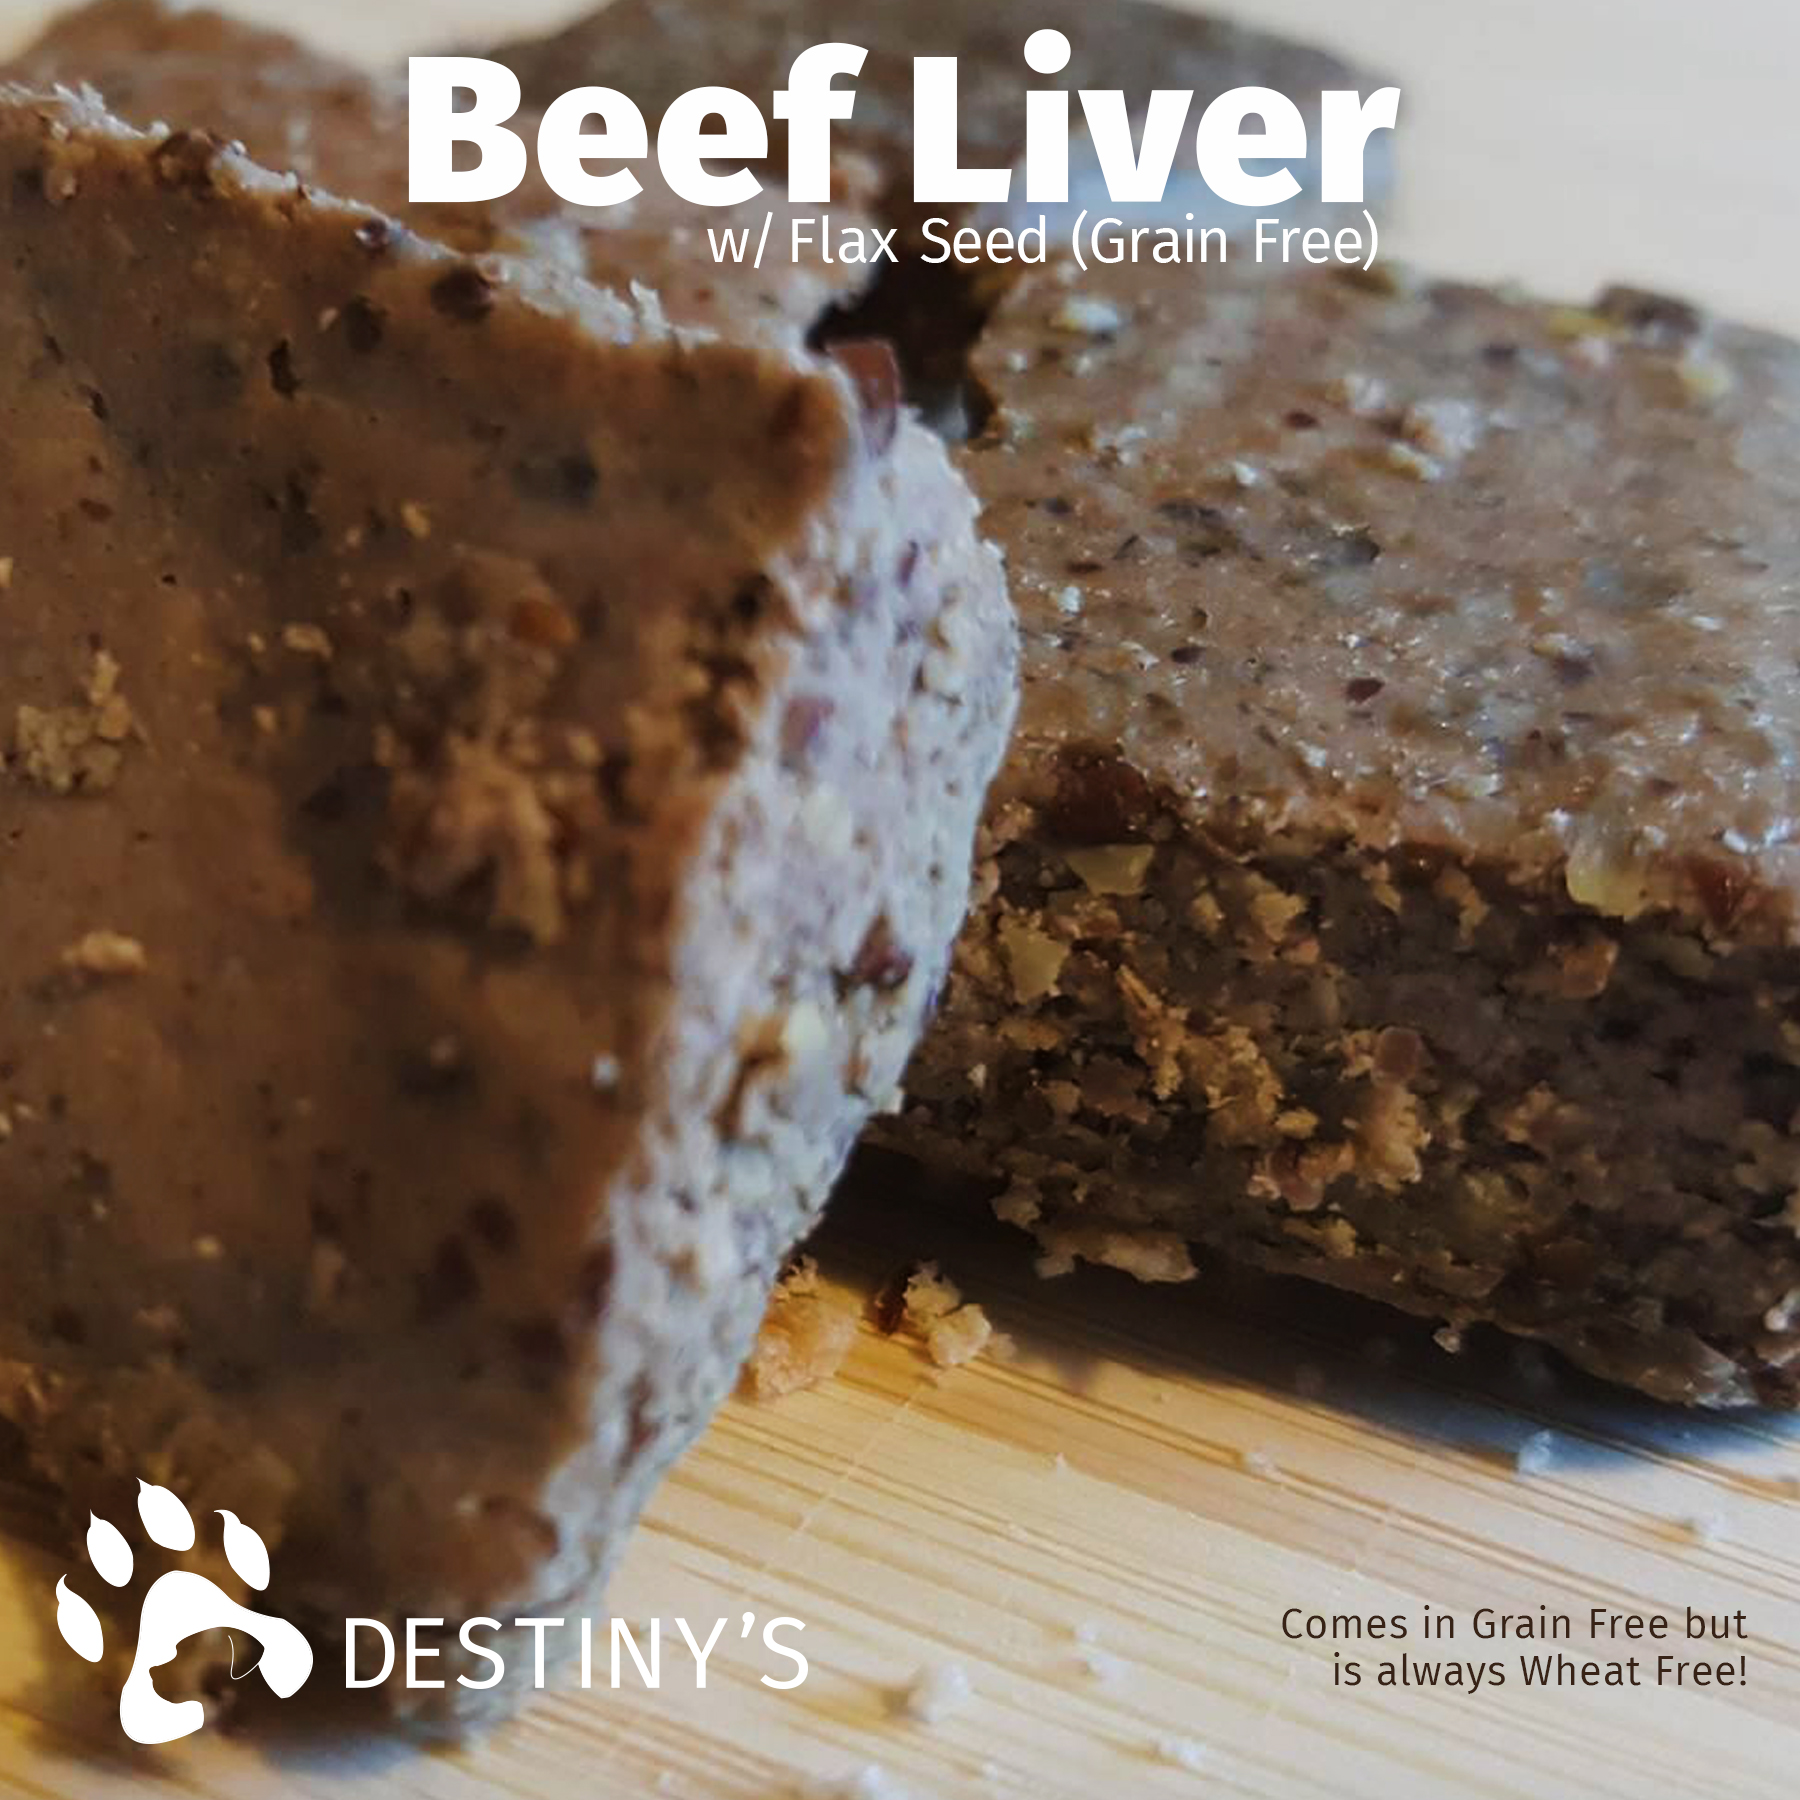 Beef Liver
w/ Flax Seed (Grain Free)
DESTINY'S
Comes in Grain Free but
is always Wheat Free!